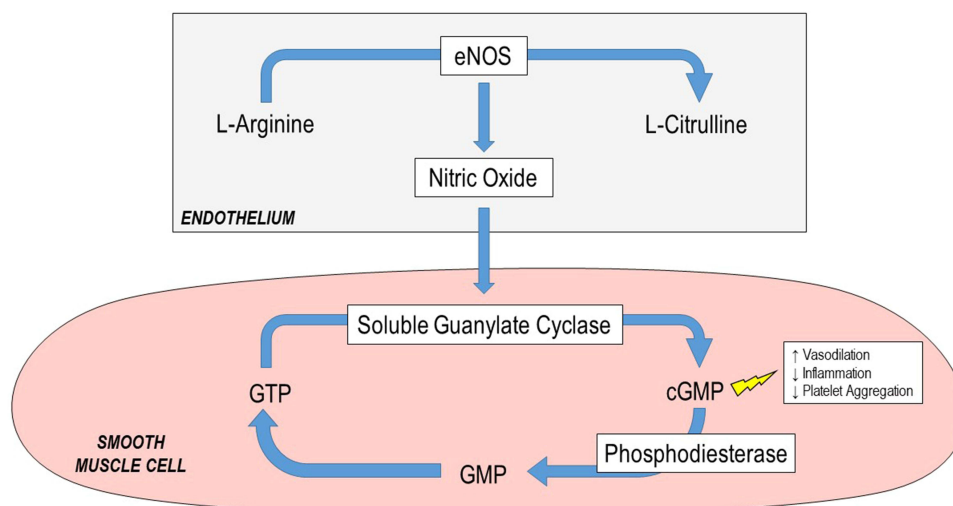 eNOS
L-Arginine
L-Citrulline
Nitric Oxide
ENDOTHELIUM
Soluble Guanylate Cyclase
GTP
cGMP
↑ Vasodilation
↓ Inflammation
↓ Platelet Aggregation
SMOOTH
MUSCLE CELL
GMP
Phosphodiesterase